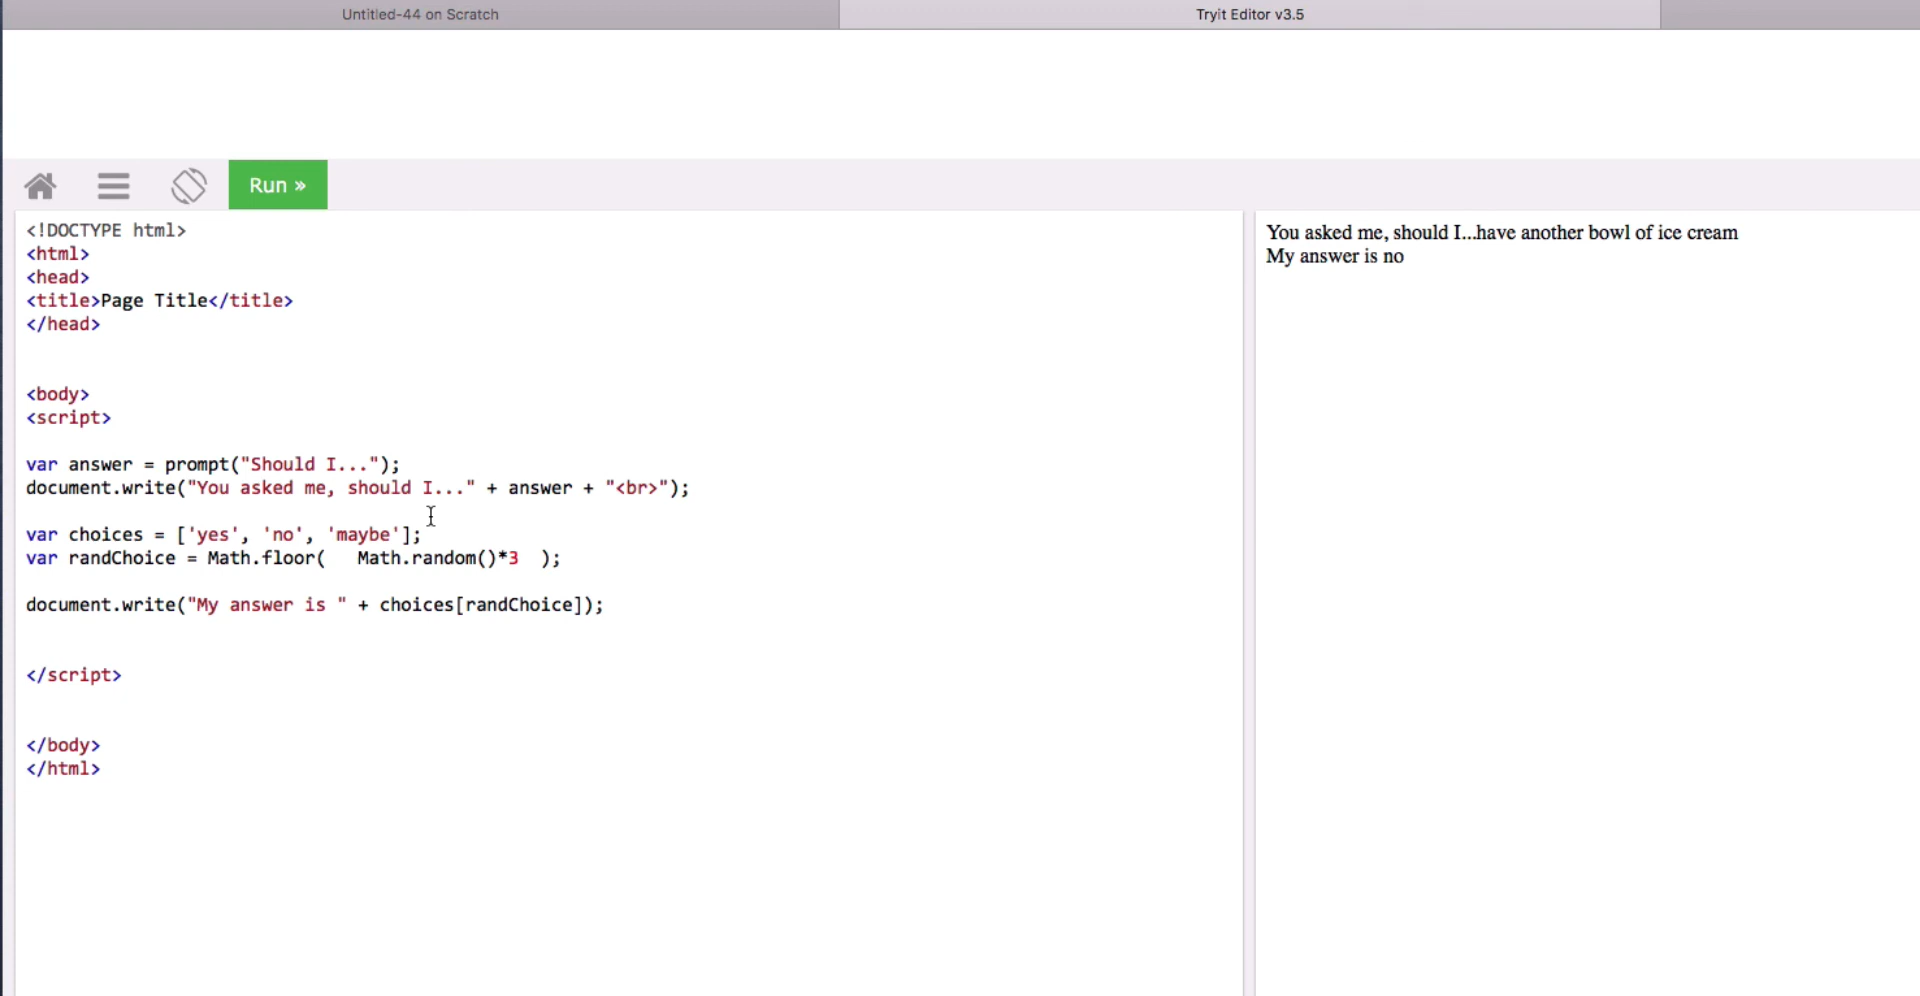 Untitled-44 on Scratch
Tryit Editor v3.5
Run »
<!DOCTYPE html>
<html>
<head>
<title>Page Title</title>
</head>
<body>
<script>
var answer = prompt("Should I...");
document.write("You asked me, should I..." + answer + "<br>");
var choices = ['yes', 'no', 'maybe'];
var randChoice = Math.floor(   Math.random()*3  );
document.write("My answer is " + choices[randChoice]);
</script>
</body>
</html>
You asked me, should I...have another bowl of ice cream
My answer is no